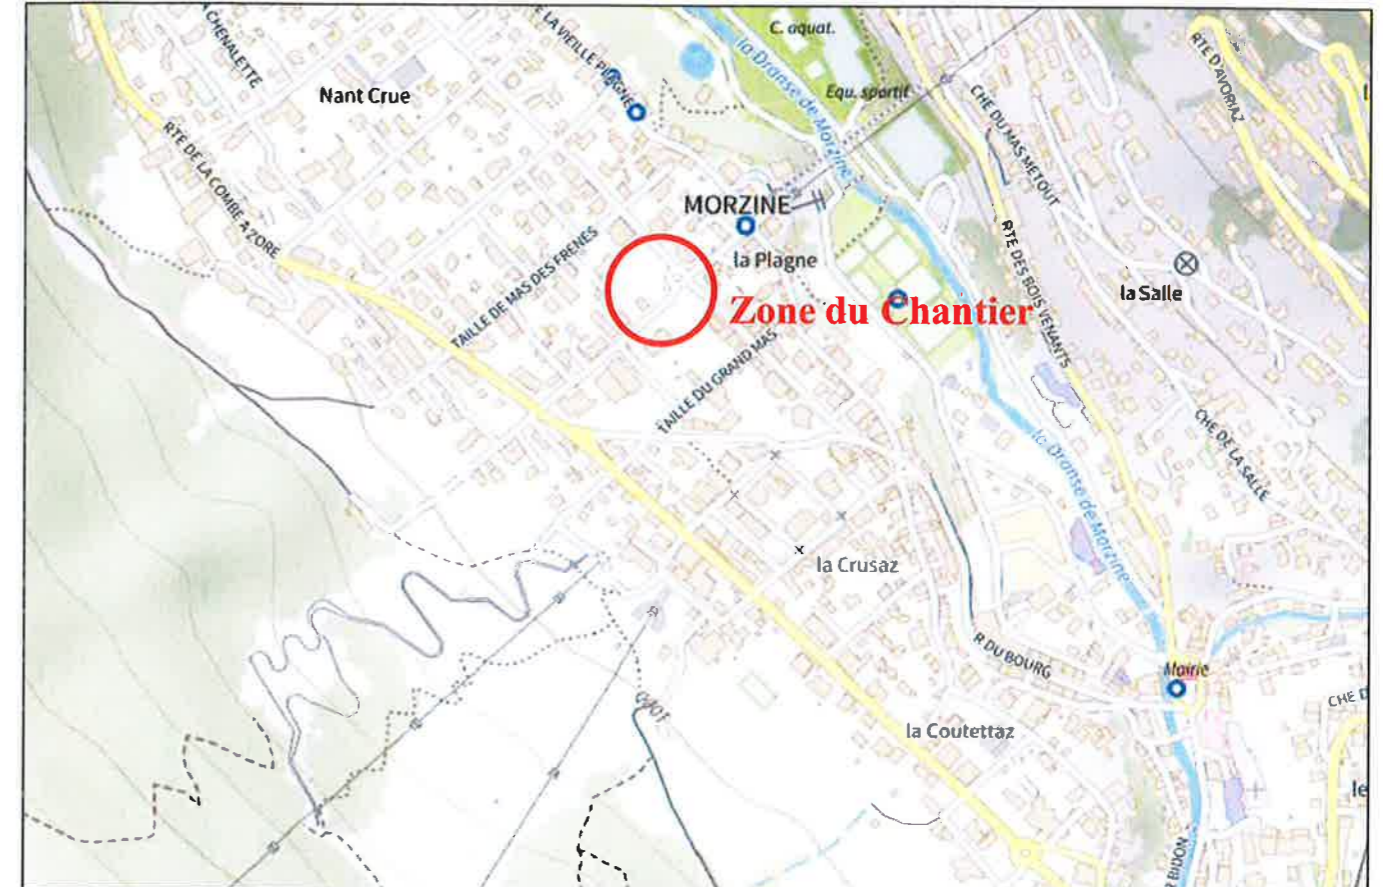 C. aquat.
LA VIEILLE PLAGNE
la Dranse de Morzine
RTE D'AVORIAZ
Nant Crue
Equ. sportif
CHE DU MAS METOUT
RTE DE LA COMBE A ZORE
MORZINE
TAILLE DE MAS DES FRENES
la Plagne
RTE DES BOIS VENANTS
la Salle
Zone du Chantier
TAILLE DU GRAND MAS
CHE DE LA SALLE
la Dranse de Morzine
la Crusaz
R DU BOURG
Mairie
CHE D
la Coutettaz
le
R BIDON